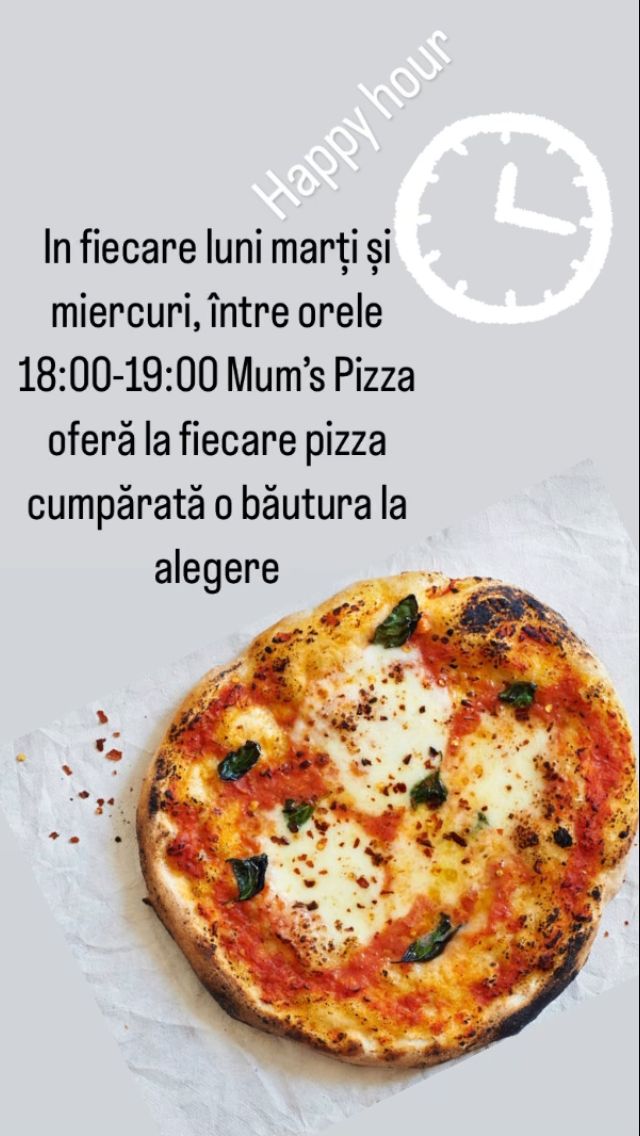 Happy hour
In fiecare luni marți și
miercuri, între orele
18:00-19:00 Mum’s Pizza
oferă la fiecare pizza
cumpărată o băutura la
alegere